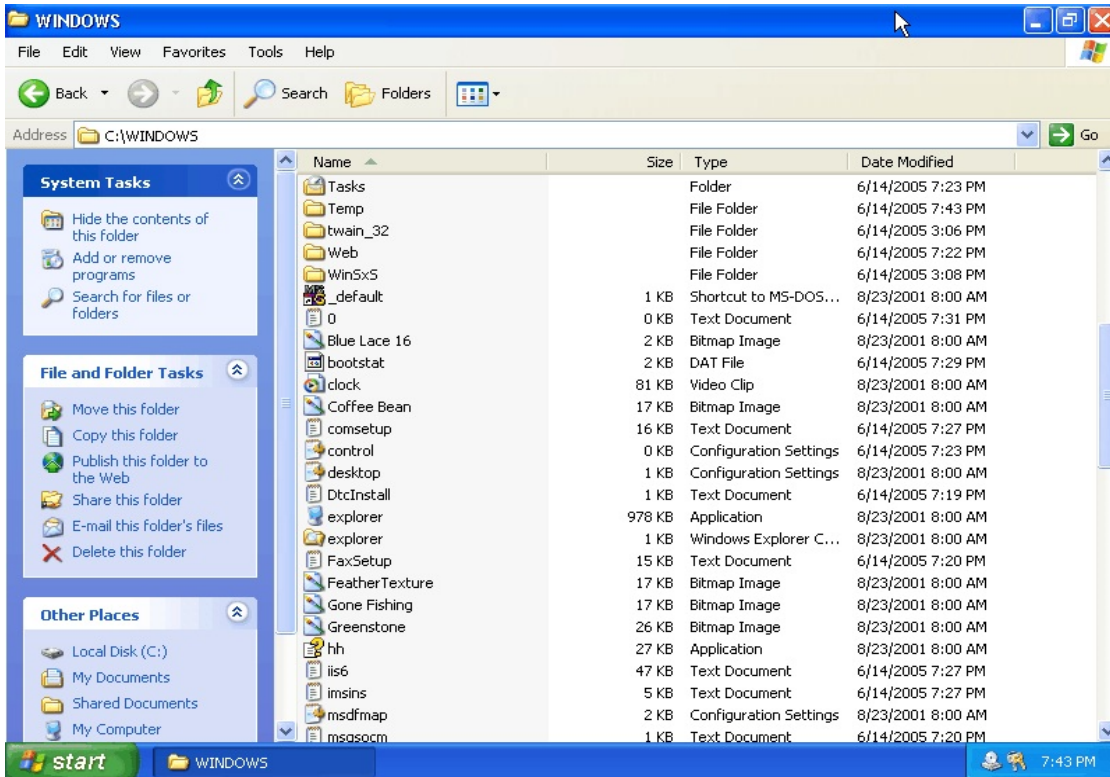 WINDOWS
File Edit View Favorites Tools Help
Back Search Folders
Address C:\WINDOWS Go
System Tasks
Hide the contents of
this folder
Add or remove
programs
Search for files or
folders
File and Folder Tasks
Move this folder
Copy this folder
Publish this folder to
the Web
Share this folder
E-mail this folder's files
Delete this folder
Other Places
Local Disk (C:)
My Documents
Shared Documents
My Computer
Name Size Type Date Modified
Tasks Folder 6/14/2005 7:23 PM
Temp File Folder 6/14/2005 7:43 PM
twain_32 File Folder 6/14/2005 3:06 PM
Web File Folder 6/14/2005 7:22 PM
WinSxS File Folder 6/14/2005 3:08 PM
_default 1 KB Shortcut to MS-DOS... 8/23/2001 8:00 AM
0 0 KB Text Document 6/14/2005 7:31 PM
Blue Lace 16 2 KB Bitmap Image 8/23/2001 8:00 AM
bootstat 2 KB DAT File 6/14/2005 7:29 PM
clock 81 KB Video Clip 8/23/2001 8:00 AM
Coffee Bean 17 KB Bitmap Image 8/23/2001 8:00 AM
comsetup 16 KB Text Document 6/14/2005 7:27 PM
control 0 KB Configuration Settings 6/14/2005 7:23 PM
desktop 1 KB Configuration Settings 8/23/2001 8:00 AM
DtcInstall 1 KB Text Document 6/14/2005 7:19 PM
explorer 978 KB Application 8/23/2001 8:00 AM
explorer 1 KB Windows Explorer C... 8/23/2001 8:00 AM
FaxSetup 15 KB Text Document 6/14/2005 7:20 PM
FeatherTexture 17 KB Bitmap Image 8/23/2001 8:00 AM
Gone Fishing 17 KB Bitmap Image 8/23/2001 8:00 AM
Greenstone 26 KB Bitmap Image 8/23/2001 8:00 AM
hh 27 KB Application 8/23/2001 8:00 AM
iis6 47 KB Text Document 6/14/2005 7:27 PM
imsins 5 KB Text Document 6/14/2005 7:27 PM
msdfmap 2 KB Configuration Settings 8/23/2001 8:00 AM
msgsocm 1 KB Text Document 6/14/2005 7:20 PM
start WINDOWS 7:43 PM